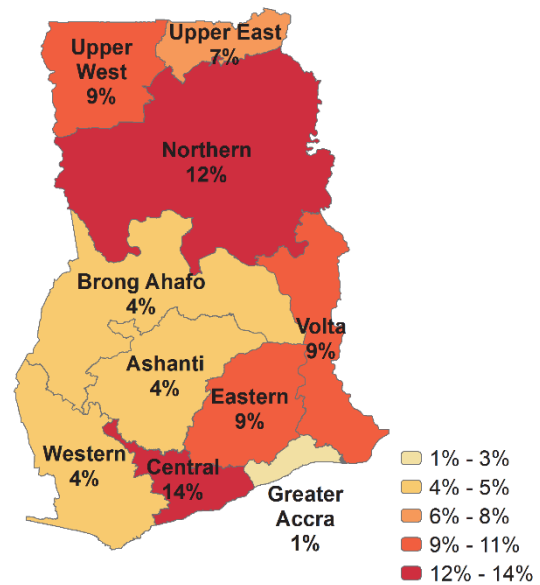 Upper East
7%
Upper
West
9%
Northern
12%
Brong Ahafo
4%
Volta
9%
Ashanti
4%
Eastern
9%
Western
4%
Central
14%
Greater
Accra
1%
1% - 3%
4% - 5%
6% - 8%
9% - 11%
12% - 14%